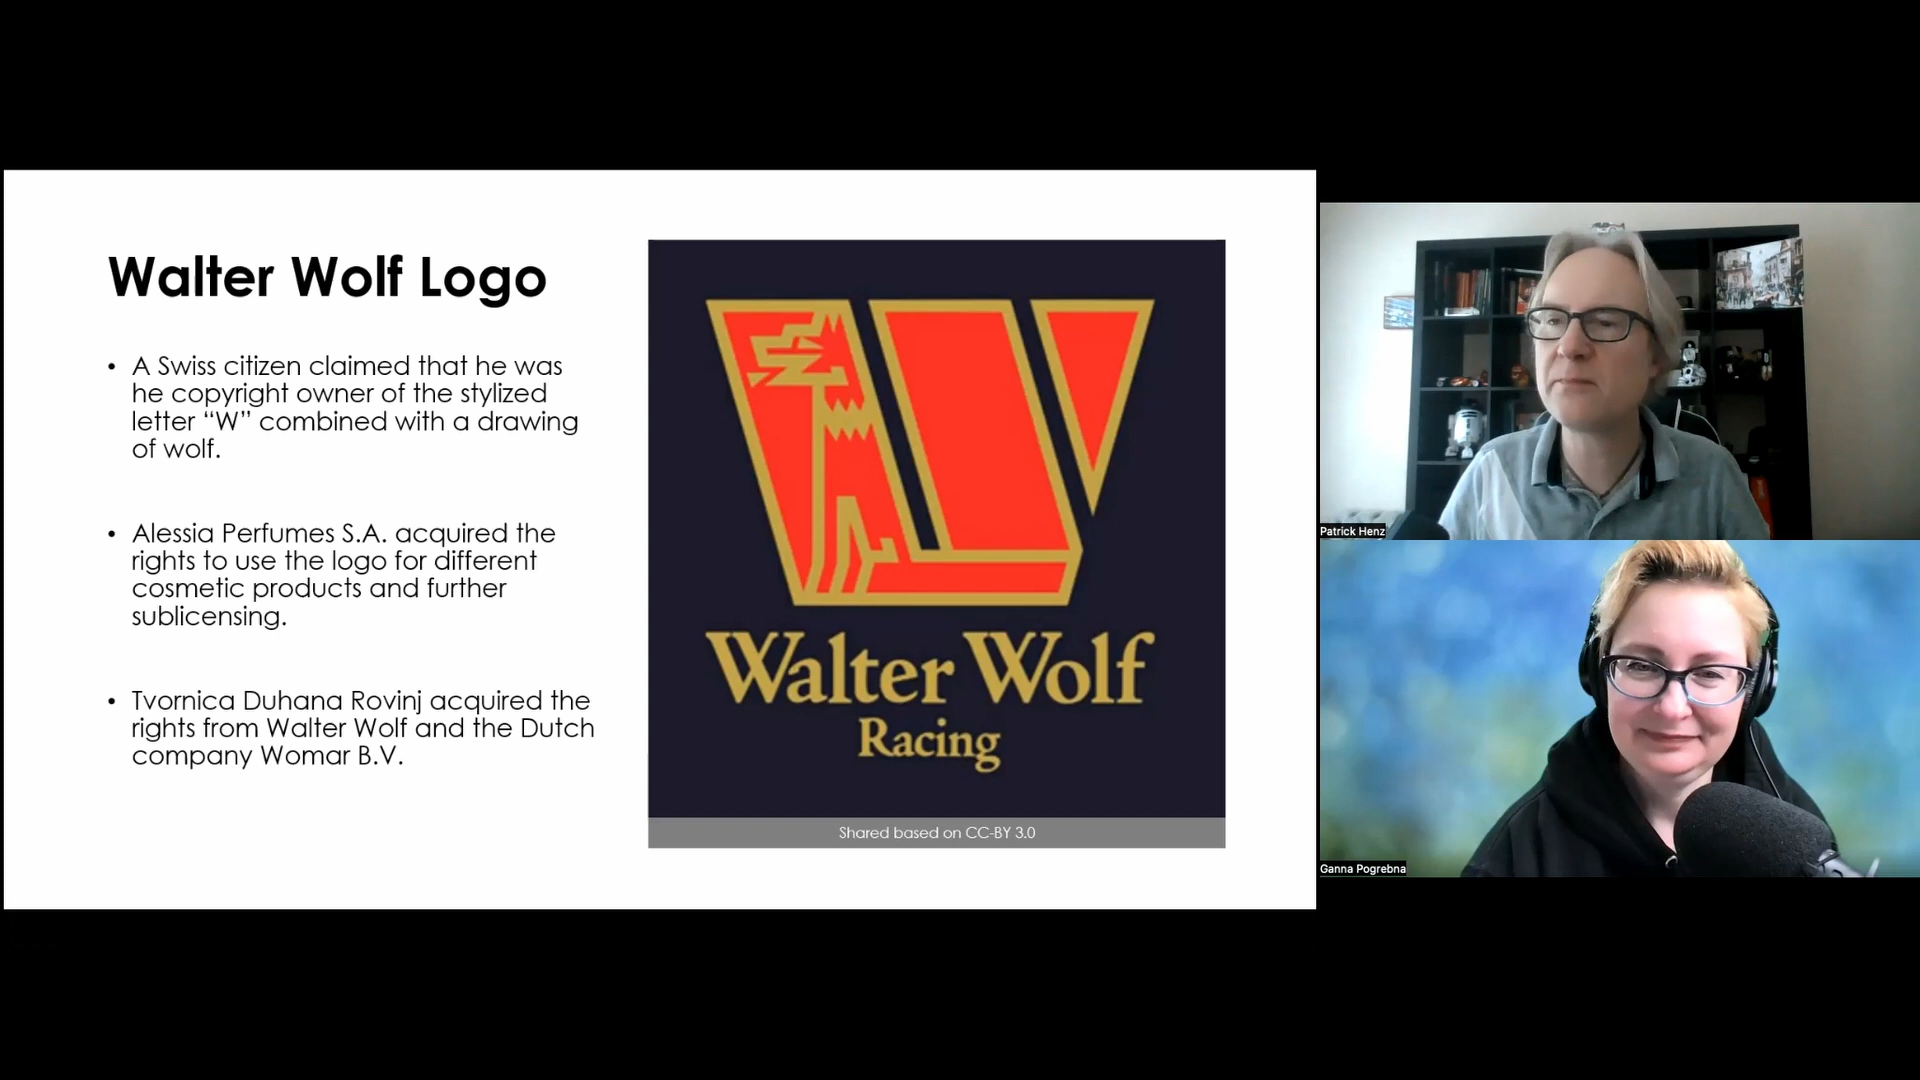 Walter Wolf Logo
• A Swiss citizen claimed that he was
he copyright owner of the stylized
letter “W” combined with a drawing
of wolf.
• Alessia Perfumes S.A. acquired the
rights to use the logo for different
cosmetic products and further
sublicensing.
• Tvornica Duhana Rovinj acquired the
rights from Walter Wolf and the Dutch
company Womar B.V.
Walter Wolf
Racing
Shared based on CC-BY 3.0
Patrick Henz
Ganna Pogrebna